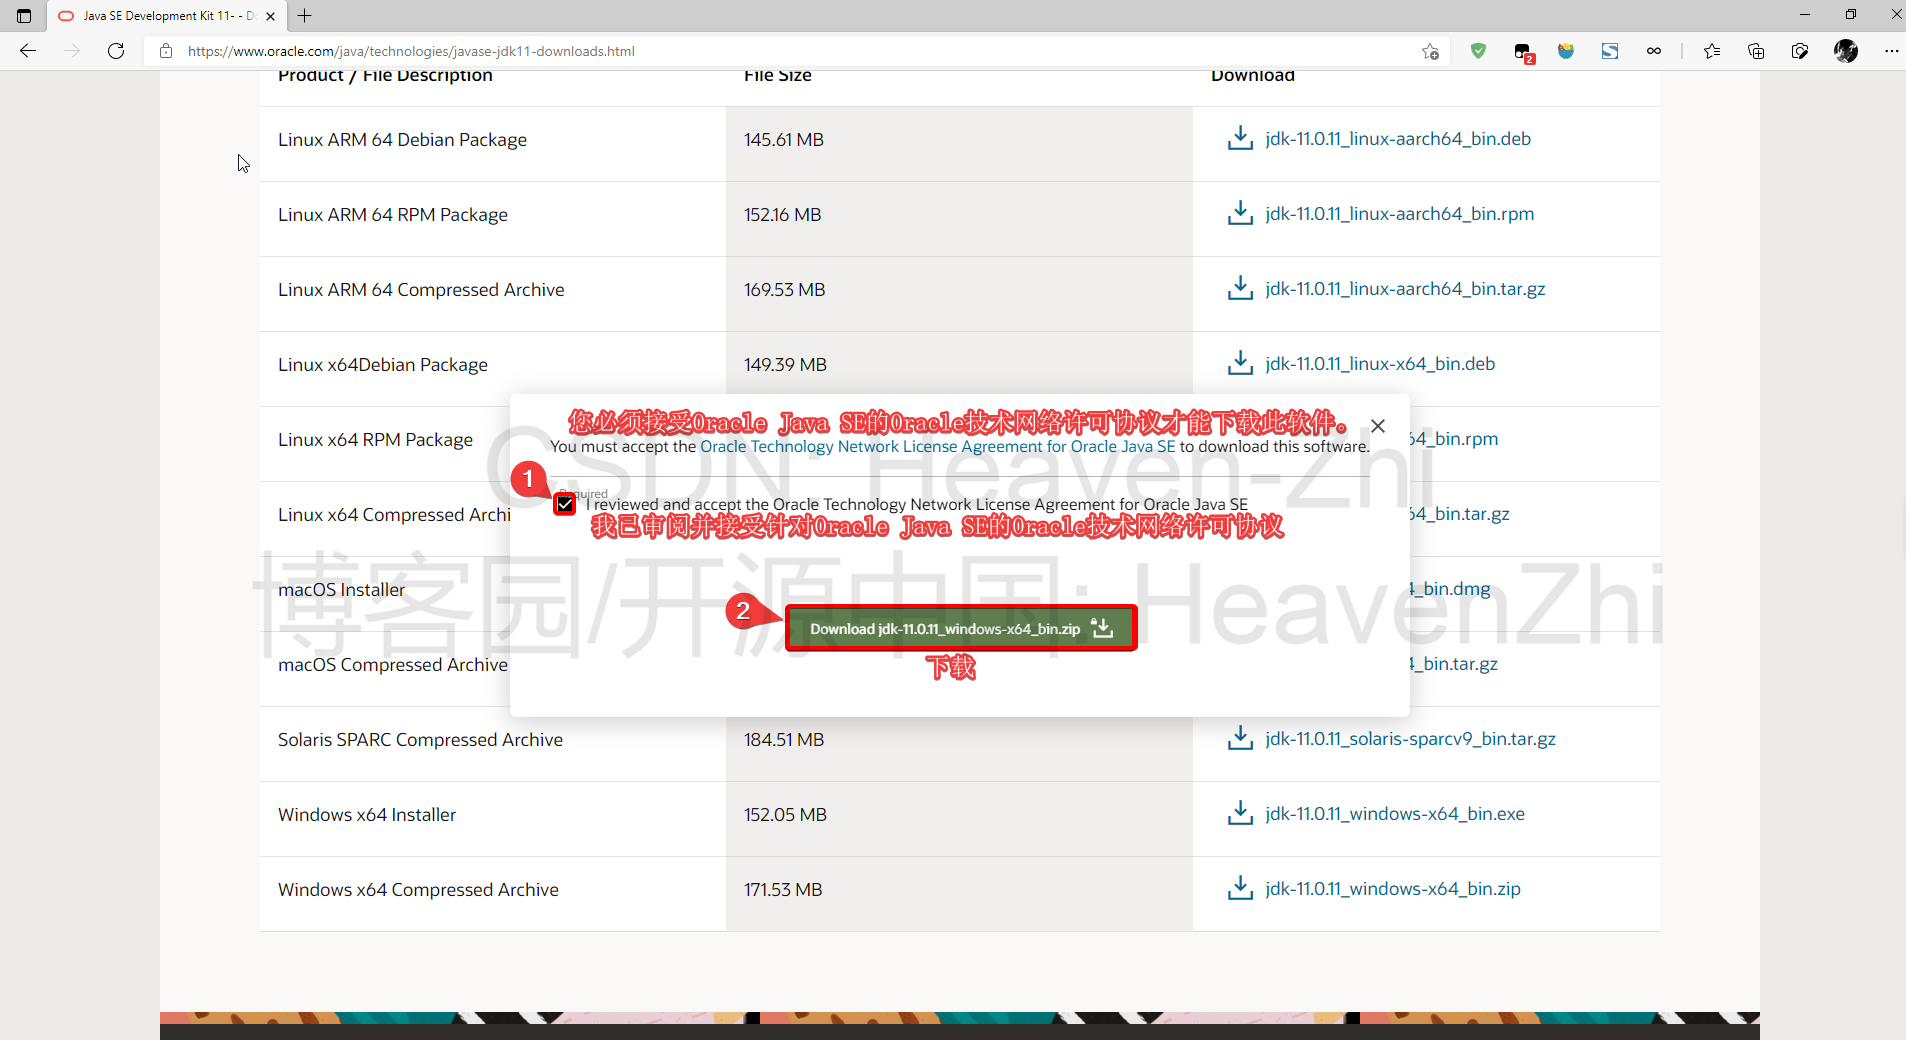 Java SE Development Kit 11- - D
https://www.oracle.com/java/technologies/javase-jdk11-downloads.html
2
Product / File Description File Size Download
Linux ARM 64 Debian Package 145.61 MB jdk-11.0.11_linux-aarch64_bin.deb
Linux ARM 64 RPM Package 152.16 MB jdk-11.0.11_linux-aarch64_bin.rpm
Linux ARM 64 Compressed Archive 169.53 MB jdk-11.0.11_linux-aarch64_bin.tar.gz
Linux x64Debian Package 149.39 MB jdk-11.0.11_linux-x64_bin.deb
您必须接受Oracle Java SE的Oracle技术网络许可协议才能下载此软件。
You must accept the Oracle Technology Network License Agreement for Oracle Java SE to download this software.
Linux x64 RPM Package 64_bin.rpm
CSDN: Heaven-Zhi
1
Required
I reviewed and accept the Oracle Technology Network License Agreement for Oracle Java SE
我已审阅并接受针对Oracle Java SE的Oracle技术网络许可协议
Linux x64 Compressed Archi 64_bin.tar.gz
macOS Installer 4_bin.dmg
博客园/开源中国: HeavenZhi
2
Download jdk-11.0.11_windows-x64_bin.zip
下载
macOS Compressed Archive 4_bin.tar.gz
Solaris SPARC Compressed Archive 184.51 MB jdk-11.0.11_solaris-sparcv9_bin.tar.gz
Windows x64 Installer 152.05 MB jdk-11.0.11_windows-x64_bin.exe
Windows x64 Compressed Archive 171.53 MB jdk-11.0.11_windows-x64_bin.zip